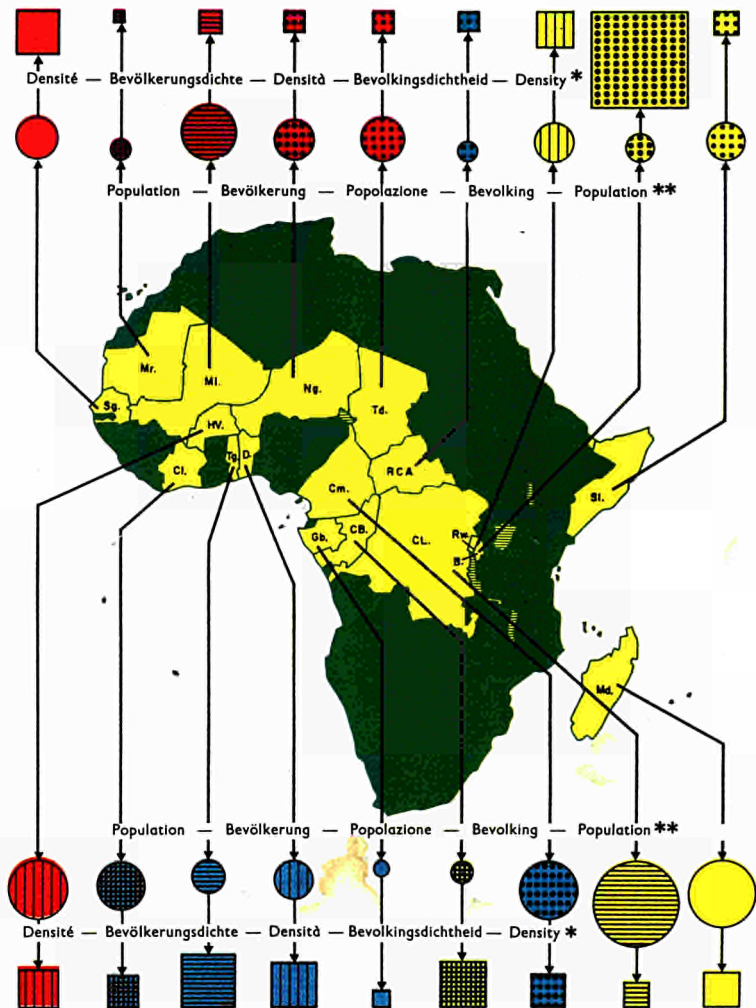 Densité — Bevölkerungsdichte — Densità — Bevolkingsdichtheid — Density *
Population — Bevölkerung — Popolazione — Bevolking — Population **
Mr.
Ml.
Ng.
Td.
Sg.
HV.
Tg.
D.
CI.
RCA
Sl.
Cm.
Gb.
CB.
CL.
Rw.
B.
Md.
Population — Bevölkerung — Popolazione — Bevolking — Population **
Densité — Bevölkerungsdichte — Densità — Bevolkingsdichtheid — Density *